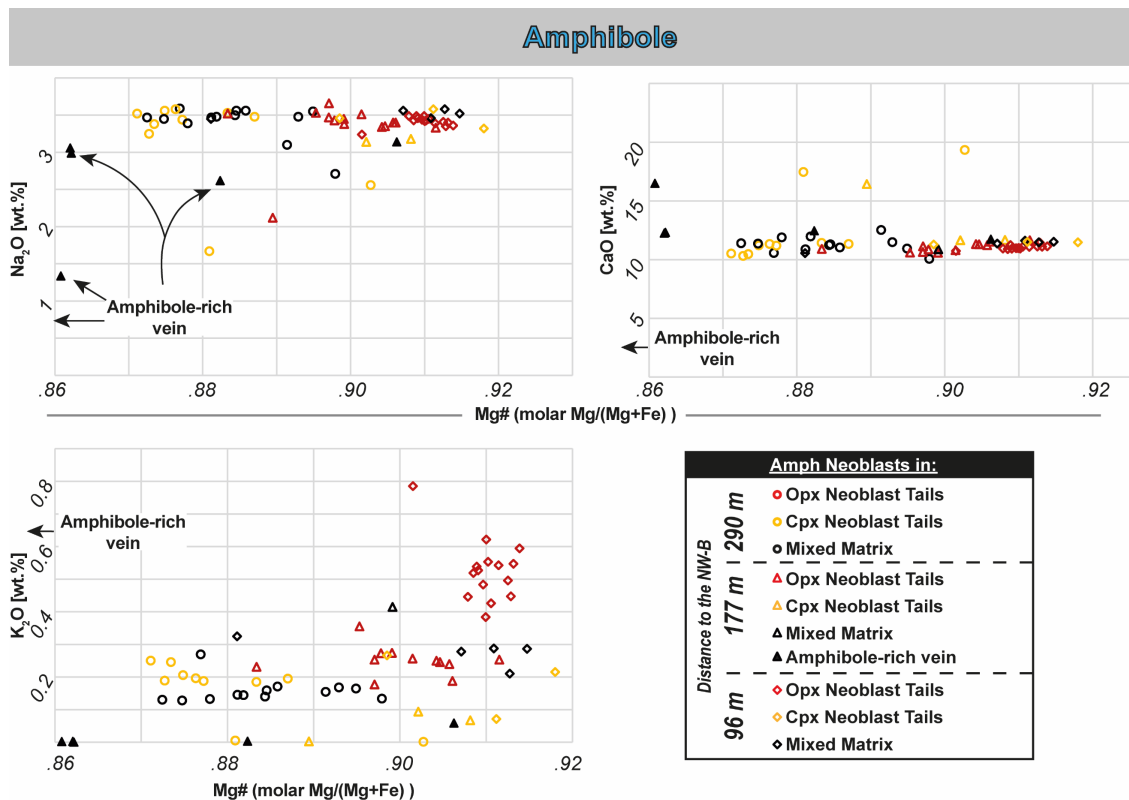 Amphibole
Na2O [wt.%]
3
2
1
Amphibole-rich
vein
.86
.88
.90
.92
CaO [wt.%]
20
15
10
5
Amphibole-rich
vein
.86
.88
.90
.92
Mg# (molar Mg/(Mg+Fe) )
K2O [wt.%]
0.8
0.6
0.4
0.2
Amphibole-rich
vein
.86
.88
.90
.92
Mg# (molar Mg/(Mg+Fe) )
Amph Neoblasts in:
Distance to the NW-B
290 m
Opx Neoblast Tails
Cpx Neoblast Tails
Mixed Matrix
177 m
Opx Neoblast Tails
Cpx Neoblast Tails
Mixed Matrix
Amphibole-rich vein
96 m
Opx Neoblast Tails
Cpx Neoblast Tails
Mixed Matrix